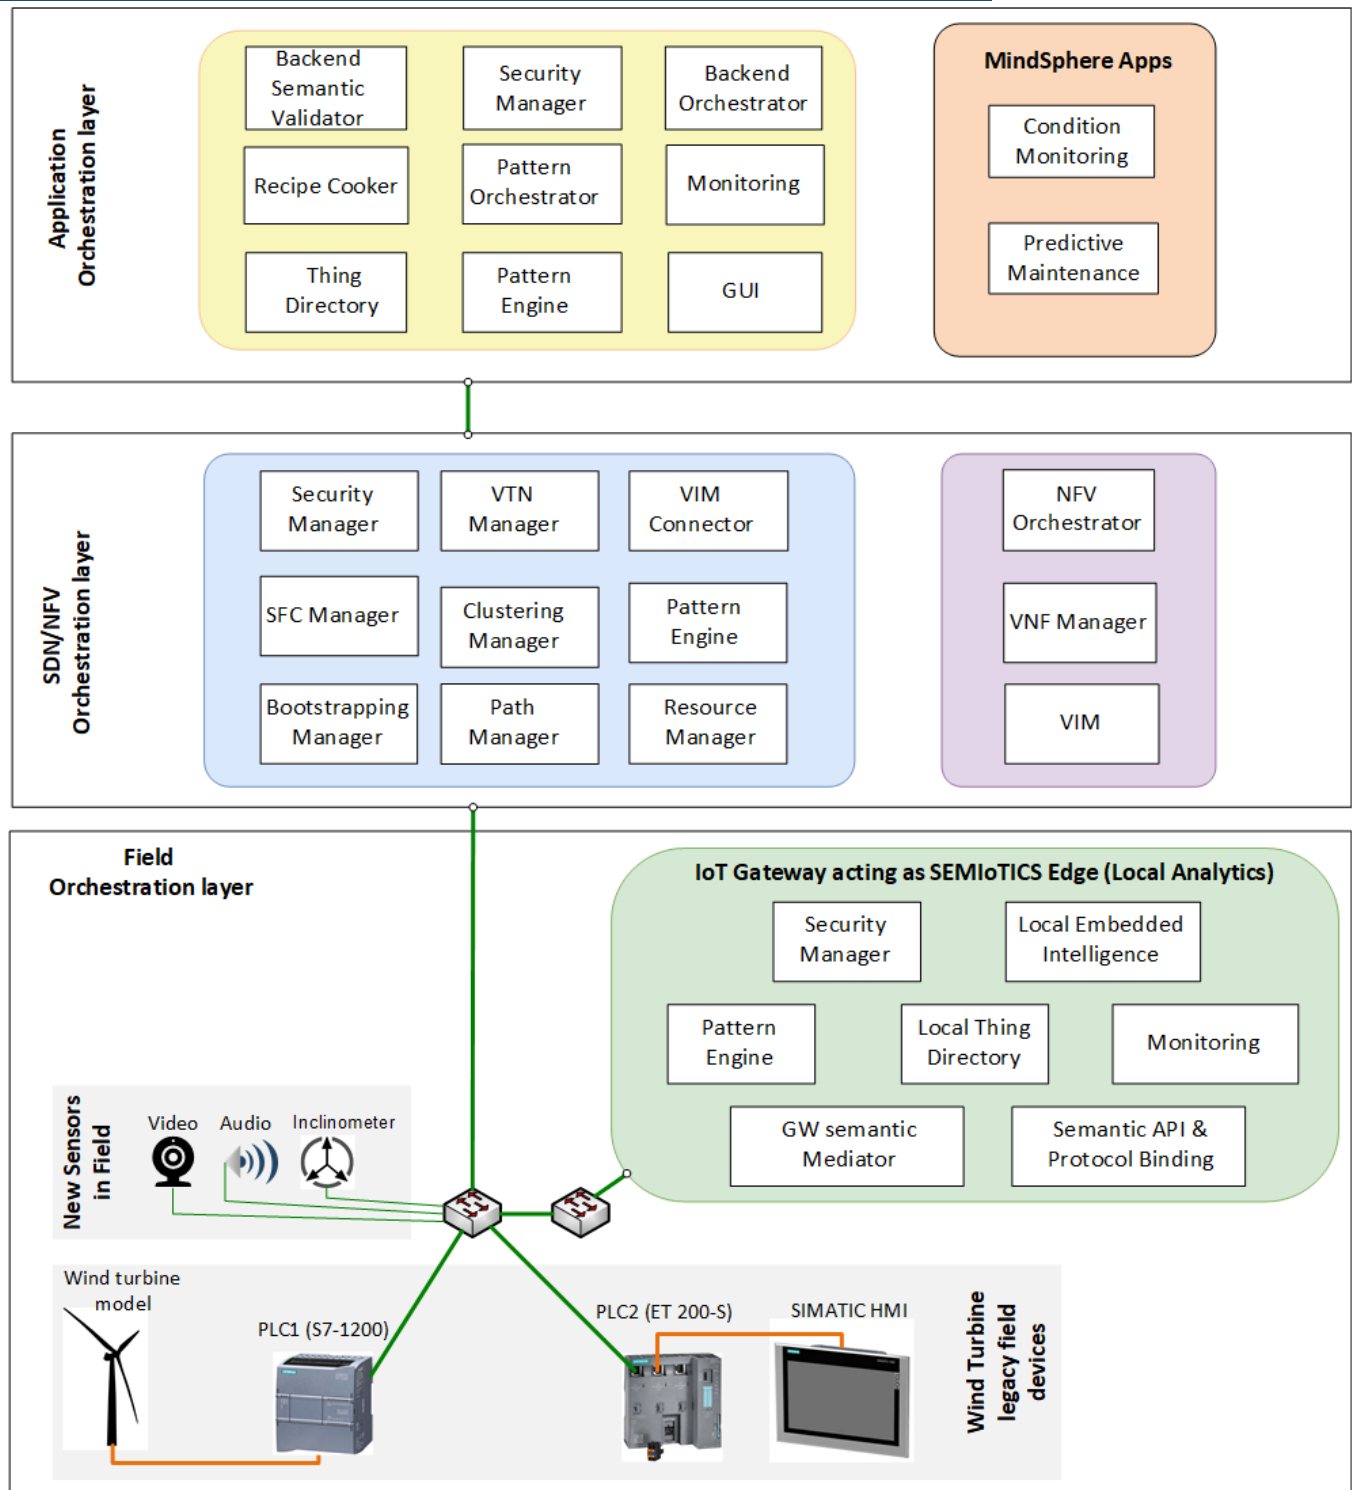 Application
Orchestration layer
Backend
Semantic
Validator
Security
Manager
Backend
Orchestrator
Recipe Cooker
Pattern
Orchestrator
Monitoring
Thing
Directory
Pattern
Engine
GUI
MindSphere Apps
Condition
Monitoring
Predictive
Maintenance
SDN/NFV
Orchestration layer
Security
Manager
VTN
Manager
VIM
Connector
SFC Manager
Clustering
Manager
Pattern
Engine
Bootstrapping
Manager
Path
Manager
Resource
Manager
NFV
Orchestrator
VNF Manager
VIM
Field
Orchestration layer
IoT Gateway acting as SEMIoTICS Edge (Local Analytics)
Security
Manager
Local Embedded
Intelligence
Pattern
Engine
Local Thing
Directory
Monitoring
GW semantic
Mediator
Semantic API &
Protocol Binding
New Sensors
in Field
Video
Audio
Inclinometer
Wind turbine
model
PLC1 (S7-1200)
PLC2 (ET 200-S)
SIMATIC HMI
Wind Turbine
legacy field
devices